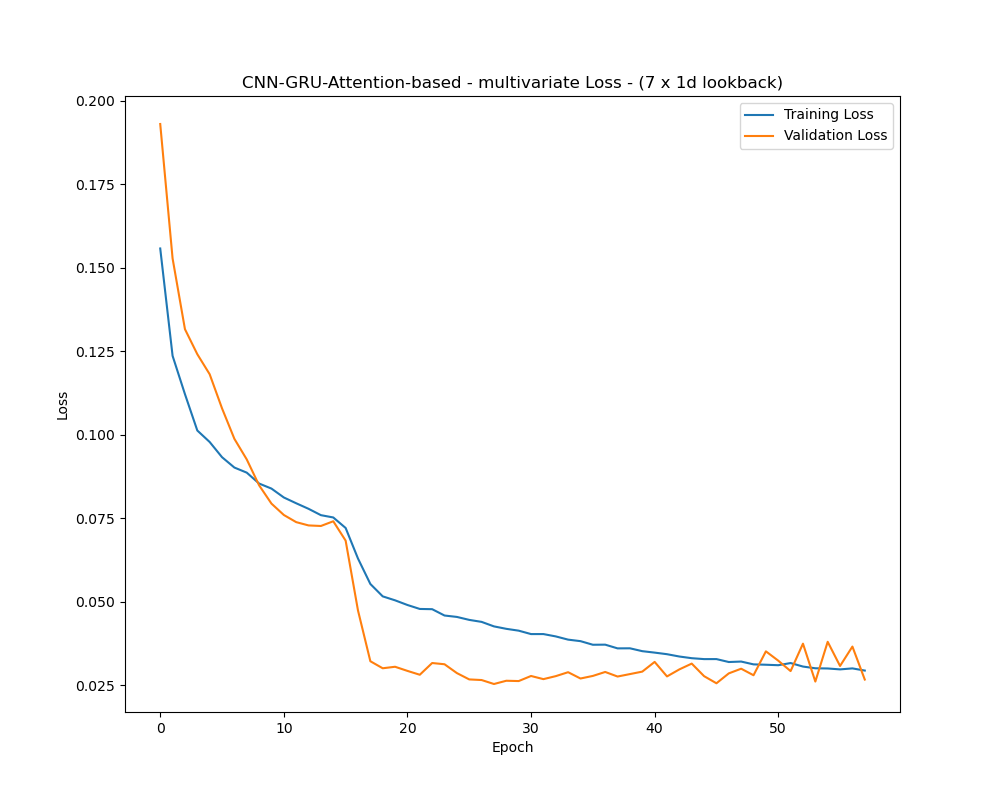 CNN-GRU-Attention-based - multivariate Loss - (7 x 1d lookback)
Training Loss
Validation Loss
0.200
0.175
0.150
0.125
0.100
0.075
0.050
0.025
Loss
0 10 20 30 40 50
Epoch